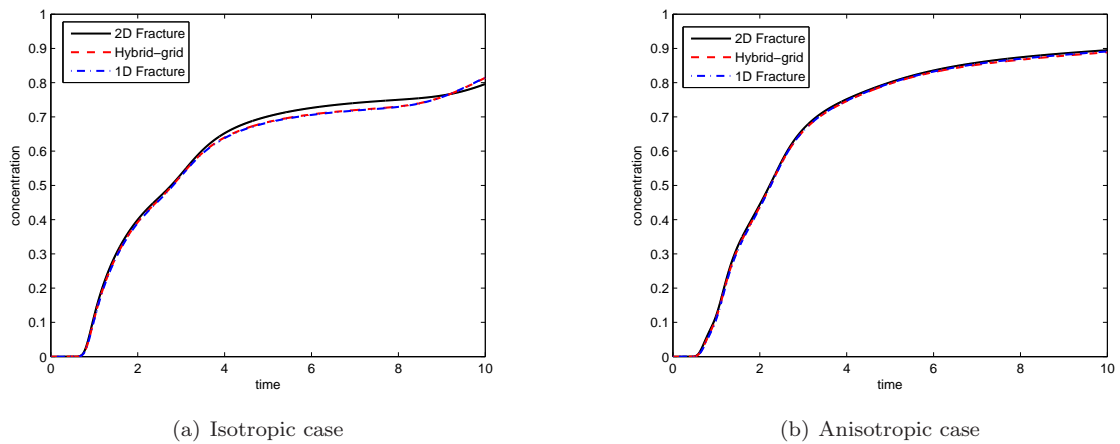 1
0.9
0.8
0.7
0.6
0.5
0.4
0.3
0.2
0.1
0
concentration
2D Fracture
Hybrid−grid
1D Fracture
0 2 4 6 8 10
time
(a) Isotropic case
1
0.9
0.8
0.7
0.6
0.5
0.4
0.3
0.2
0.1
0
concentration
2D Fracture
Hybrid−grid
1D Fracture
0 2 4 6 8 10
time
(b) Anisotropic case